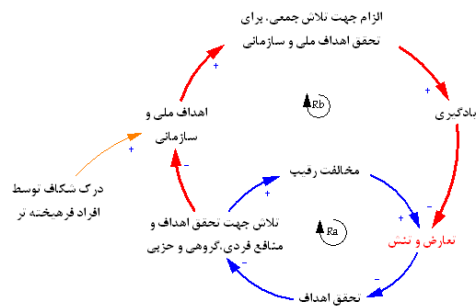 الزام جهت تلاش جمعی، برای
تحقق اهداف ملی و سازمانی
+
+
Rb
اهداف ملی و
سازمانی
یادگیری
+
–
درک شکاف توسط
افراد فرهیخته تر
مخالفت رقیب
+
+
–
تلاش جهت تحقق اهداف و
منافع فردی،گروهی و حزبی
Ra
تعارض و تنش
–
–
تحقق اهداف